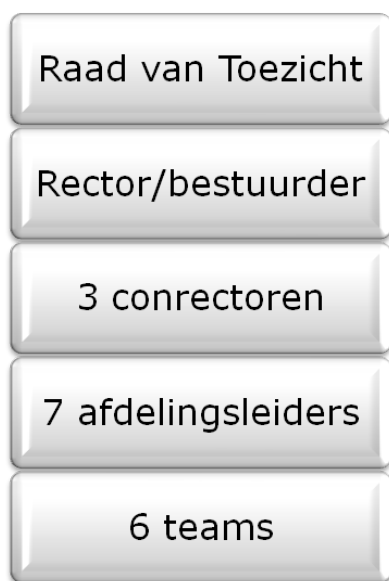 Raad van Toezicht
Rector/bestuurder
3 conrectoren
7 afdelingsleiders
6 teams